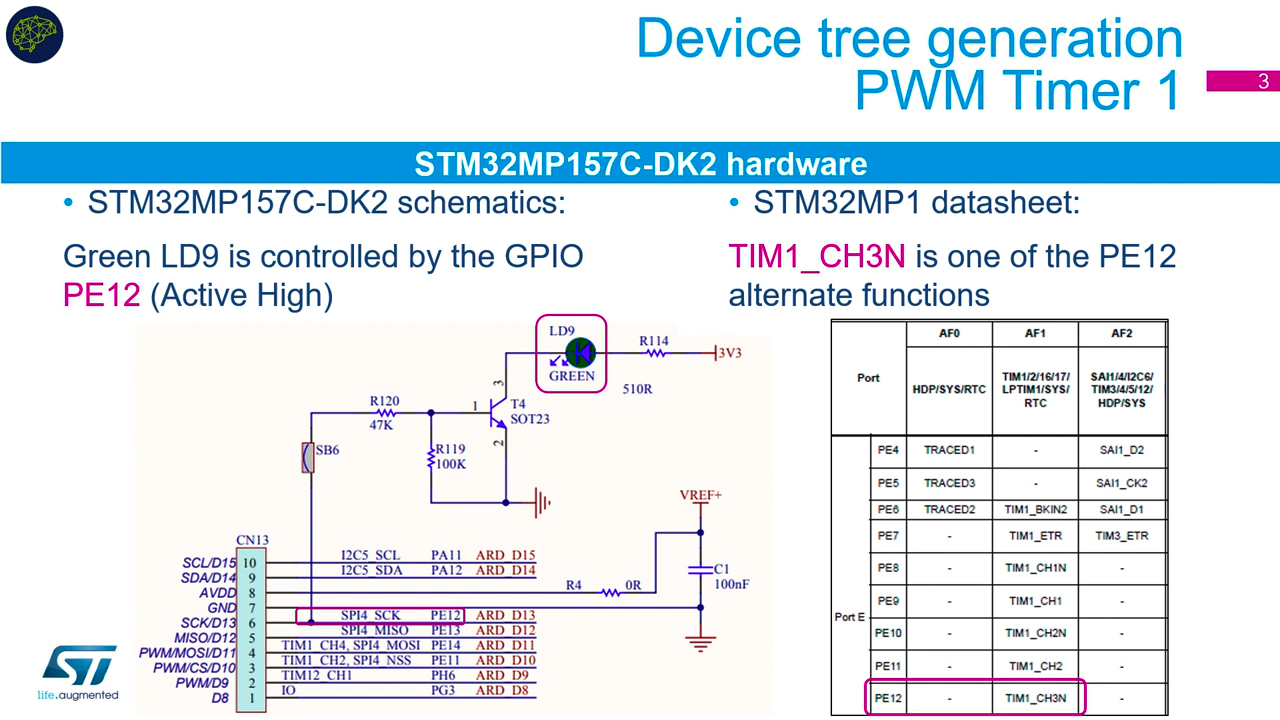 Device tree generation
PWM Timer 1
3
STM32MP157C-DK2 hardware
• STM32MP157C-DK2 schematics:
Green LD9 is controlled by the GPIO
PE12 (Active High)
• STM32MP1 datasheet:
TIM1_CH3N is one of the PE12
alternate functions
LD9
GREEN
R114
3V3
510R
3
R120
47K
1
T4
SOT23
2
SB6
R119
100K
VREF+
C1
100nF
R4 0R
CN13
SCL/D15 10 I2C5_SCL PA11 ARD_D15
SDA/D14 9 I2C5_SDA PA12 ARD_D14
AVDD 8
GND 7
SCK/D13 6 SPI4_SCK PE12 ARD_D13
MISO/D12 5 SPI4_MISO PE13 ARD_D12
PWM/MOSI/D11 4 TIM1_CH4, SPI4_MOSI PE14 ARD_D11
PWM/CS/D10 3 TIM1_CH2, SPI4_NSS PE11 ARD_D10
PWM/D9 2 TIM12_CH1 PH6 ARD_D9
D8 1 IO PG3 ARD_D8
Port AF0 AF1 AF2
HDP/SYS/RTC
TIM1/2/16/17/
LPTIM1/SYS/
RTC
SAI1/4/I2C6/
TIM3/4/5/12/
HDP/SYS
Port E
PE4 TRACED1 - SAI1_D2
PE5 TRACED3 - SAI1_CK2
PE6 TRACED2 TIM1_BKIN2 SAI1_D1
PE7 - TIM1_ETR TIM3_ETR
PE8 - TIM1_CH1N -
PE9 - TIM1_CH1 -
PE10 - TIM1_CH2N -
PE11 - TIM1_CH2 -
PE12 - TIM1_CH3N -
ST
life.augmented